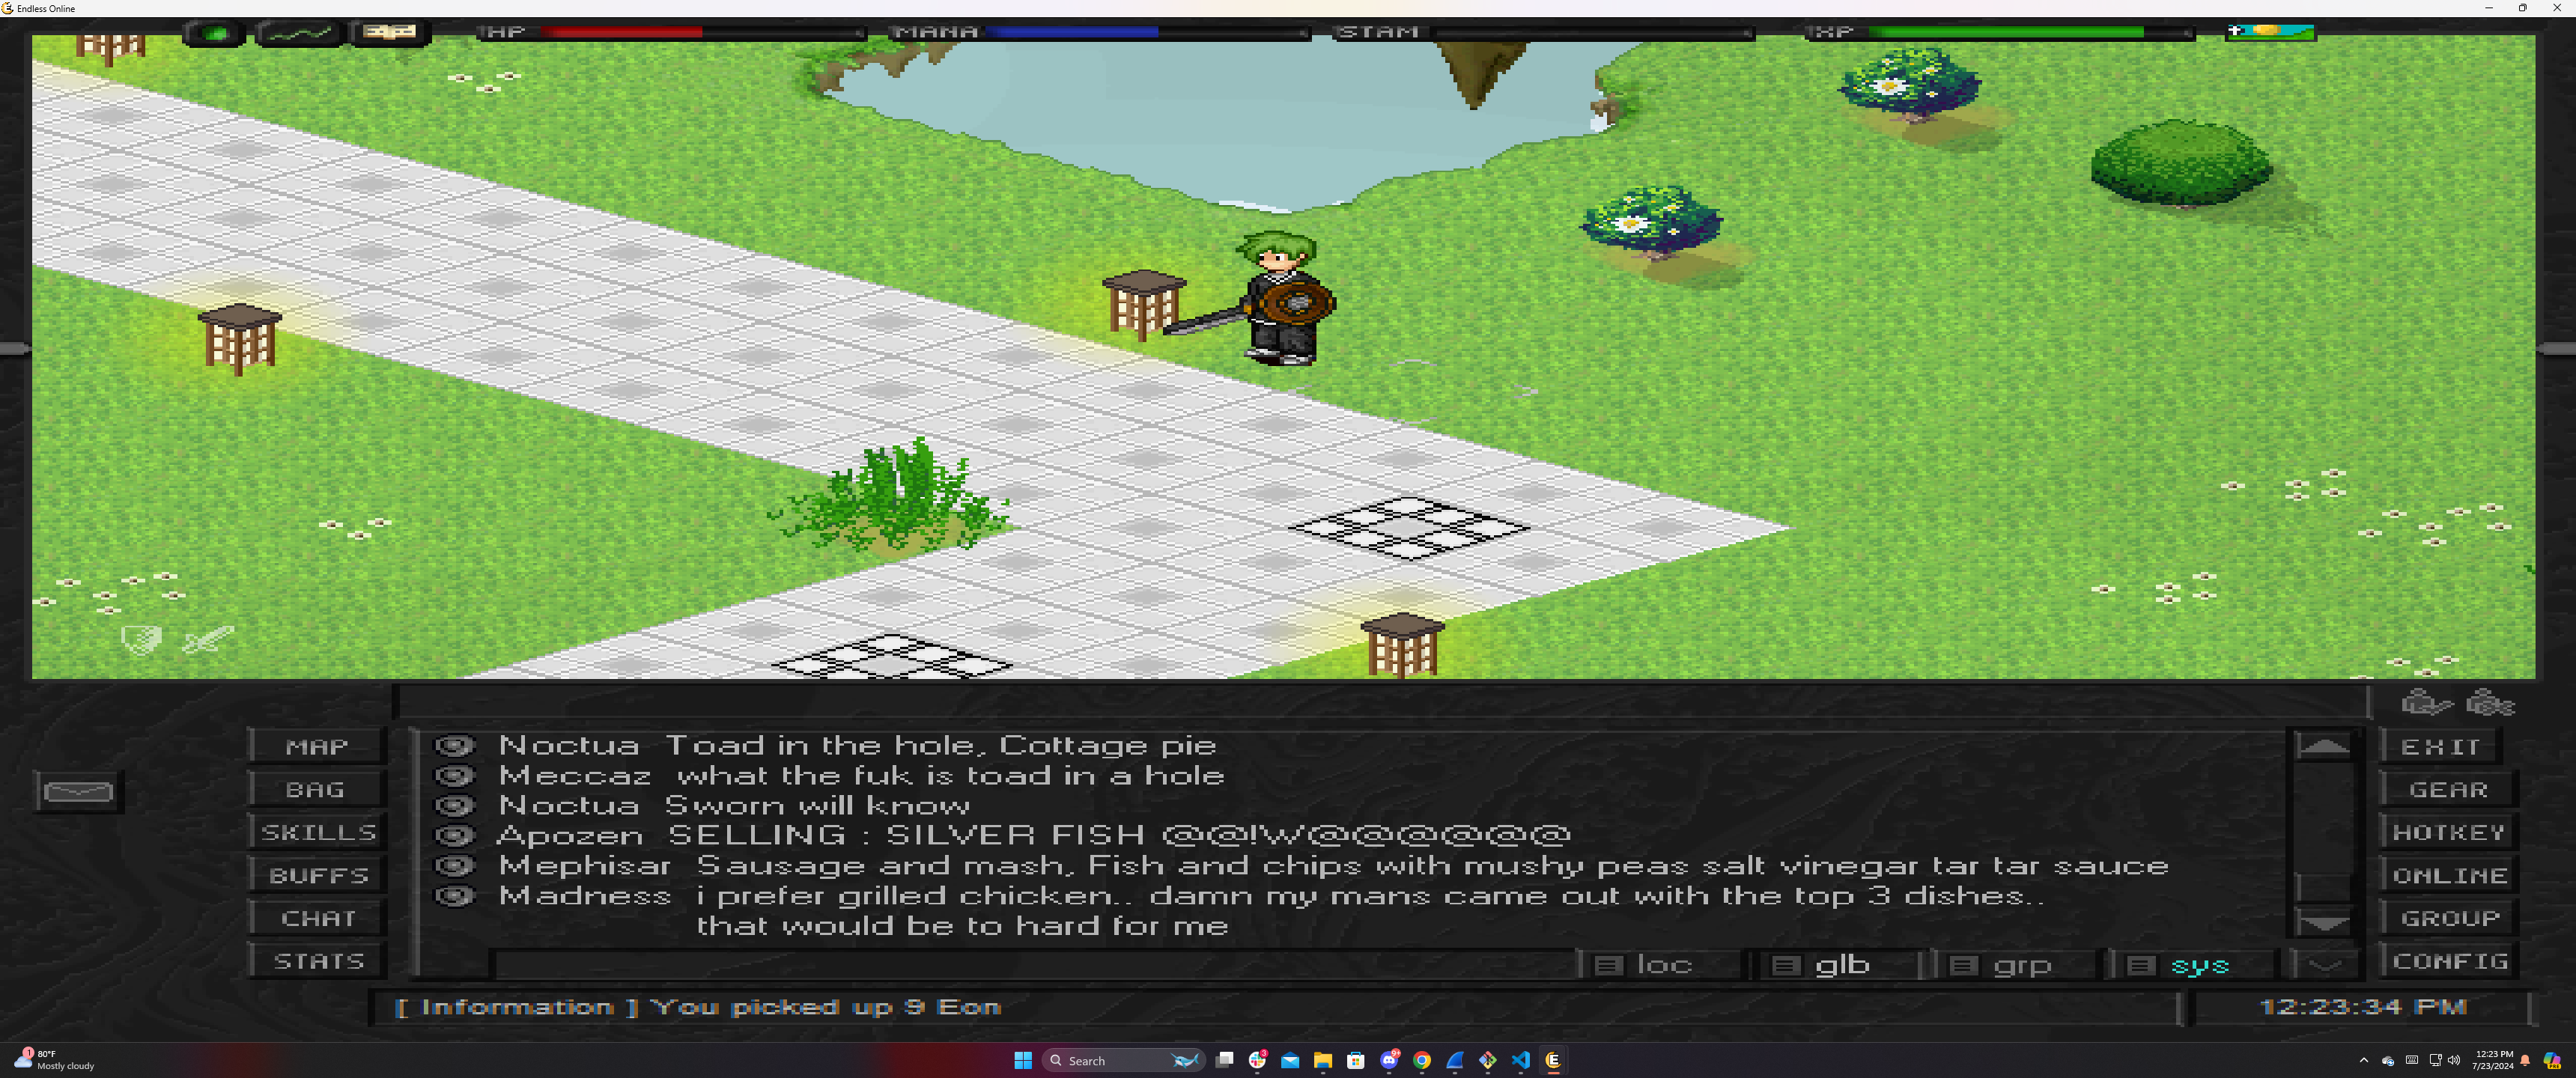 Endless Online
HP
MANA
STAM
XP
MAP
BAG
SKILLS
BUFFS
CHAT
STATS
Noctua Toad in the hole, Cottage pie
Meccaz what the fuk is toad in a hole
Noctua Sworn will know
Apozen SELLING : SILVER FISH @@!W@@@@@@
Mephisar Sausage and mash, Fish and chips with mushy peas salt vinegar tar tar sauce
Madness i prefer grilled chicken.. damn my mans came out with the top 3 dishes..
that would be to hard for me
loc
glb
grp
sys
EXIT
GEAR
HOTKEY
ONLINE
GROUP
CONFIG
[ Information ] You picked up 9 Eon
12:23:34 PM
1
80°F
Mostly cloudy
Search
3
9+
12:23 PM
7/23/2024